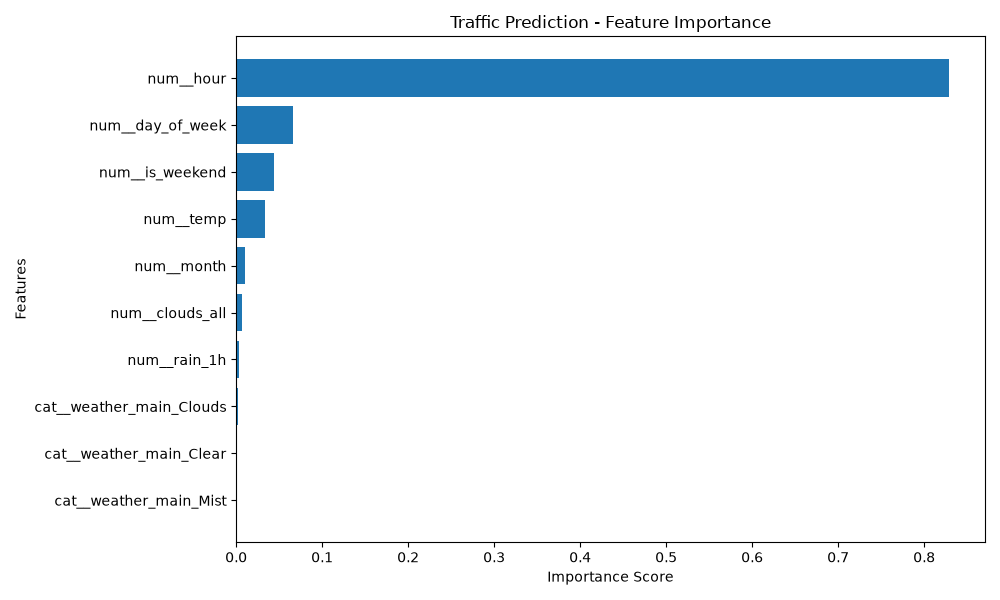 Traffic Prediction - Feature Importance
num__hour
num__day_of_week
num__is_weekend
num__temp
num__month
num__clouds_all
num__rain_1h
cat__weather_main_Clouds
cat__weather_main_Clear
cat__weather_main_Mist
Features
0.0 0.1 0.2 0.3 0.4 0.5 0.6 0.7 0.8
Importance Score